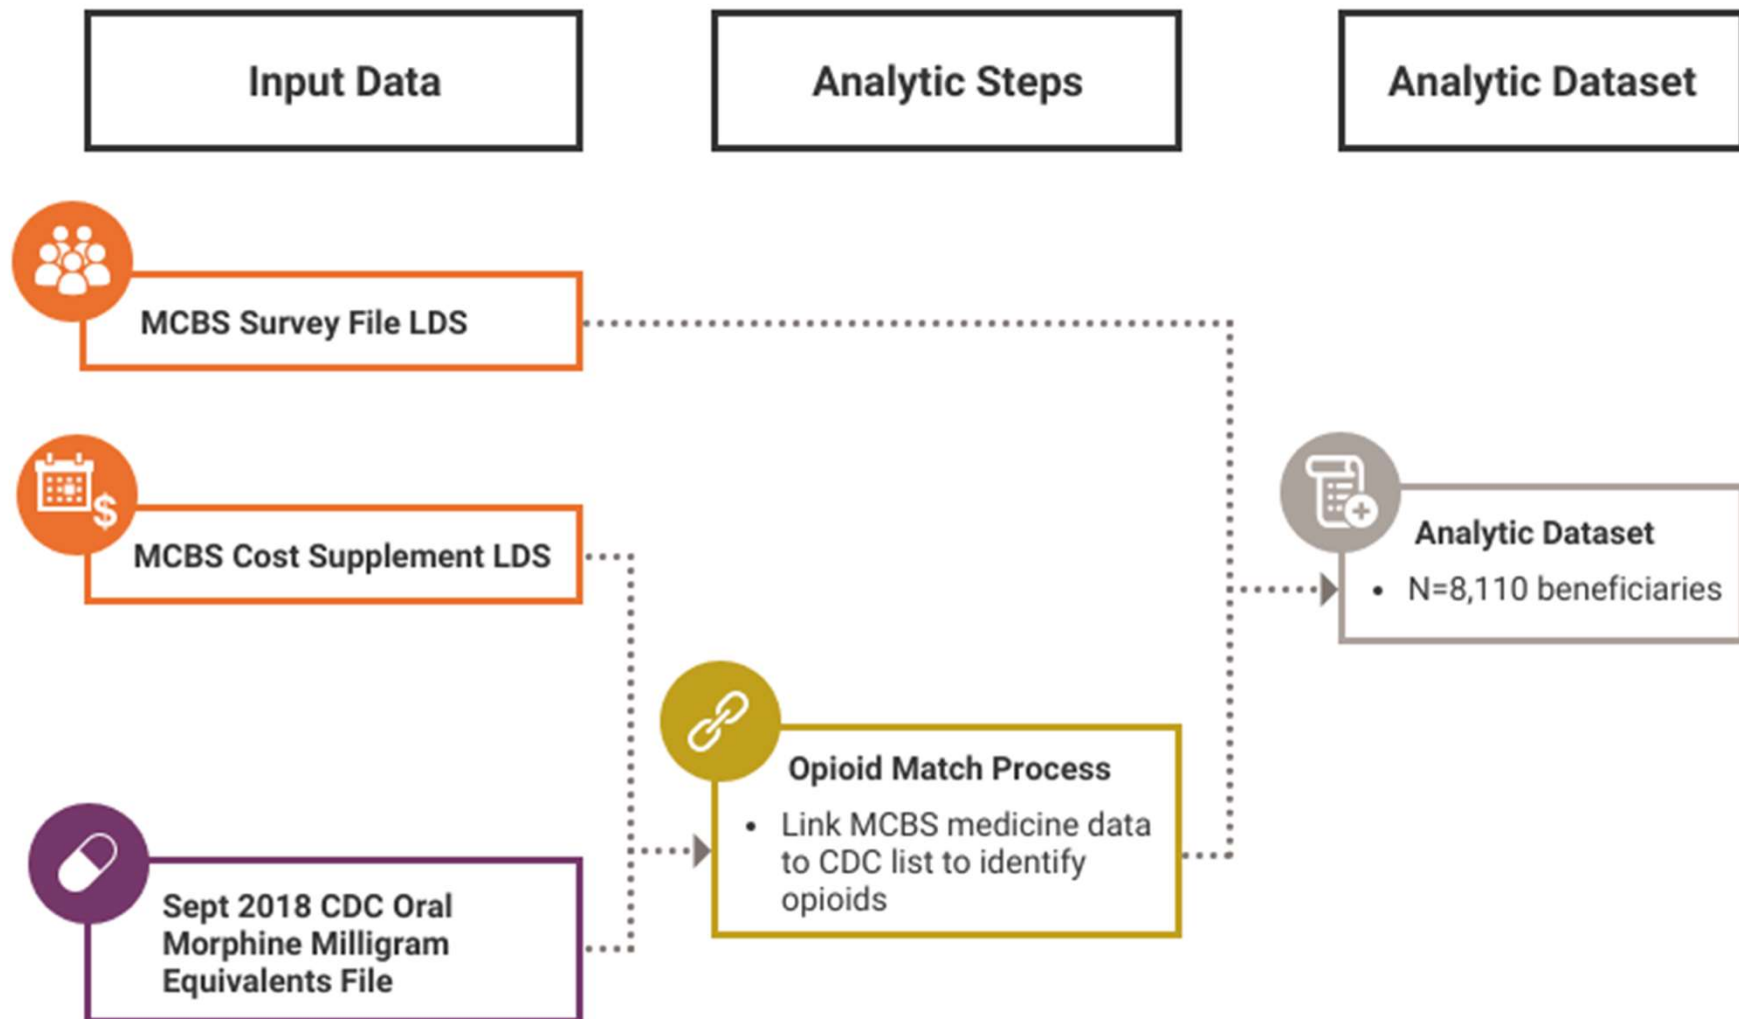 Input Data
Analytic Steps
Analytic Dataset
MCBS Survey File LDS
MCBS Cost Supplement LDS
$
Sept 2018 CDC Oral
Morphine Milligram
Equivalents File
Opioid Match Process
• Link MCBS medicine data
to CDC list to identify
opioids
Analytic Dataset
• N=8,110 beneficiaries